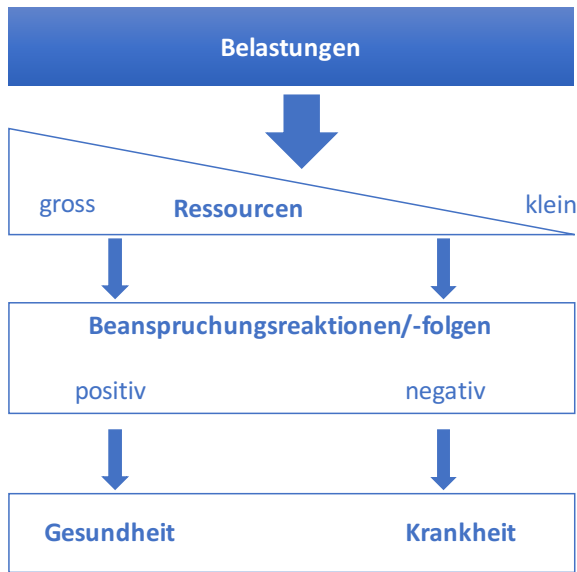 Belastungen
gross Ressourcen klein
Beanspruchungsreaktionen/-folgen
positiv negativ
Gesundheit Krankheit